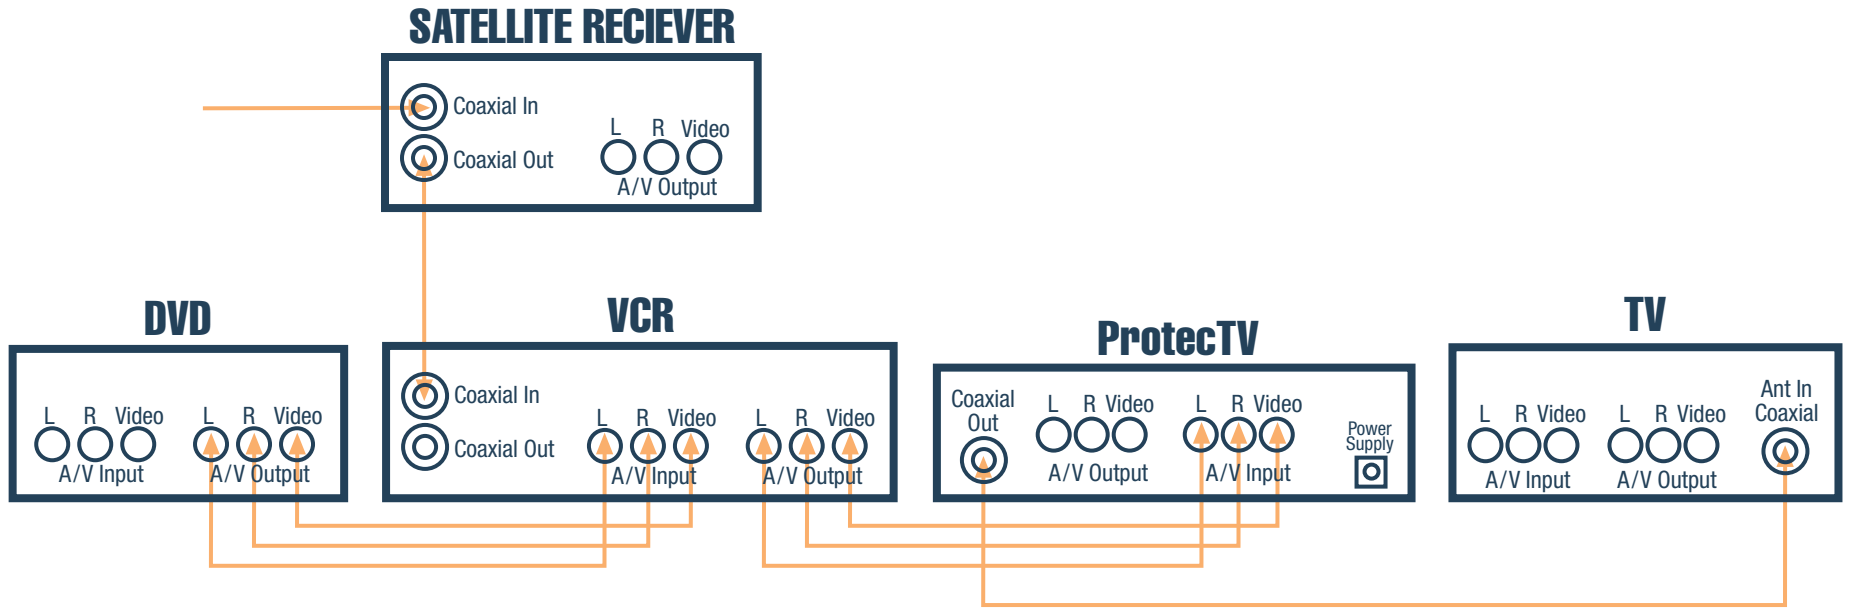 SATELLITE RECIEVER
Coaxial In
L R Video
Coaxial Out
A/V Output
DVD
L R Video L R Video
A/V Input A/V Output
VCR
Coaxial In
L R Video L R Video
Coaxial Out
A/V Input A/V Output
ProtecTV
Coaxial
Out
L R Video L R Video
A/V Output A/V Input
Power
Supply
TV
Ant In
Coaxial
L R Video L R Video
A/V Input A/V Output